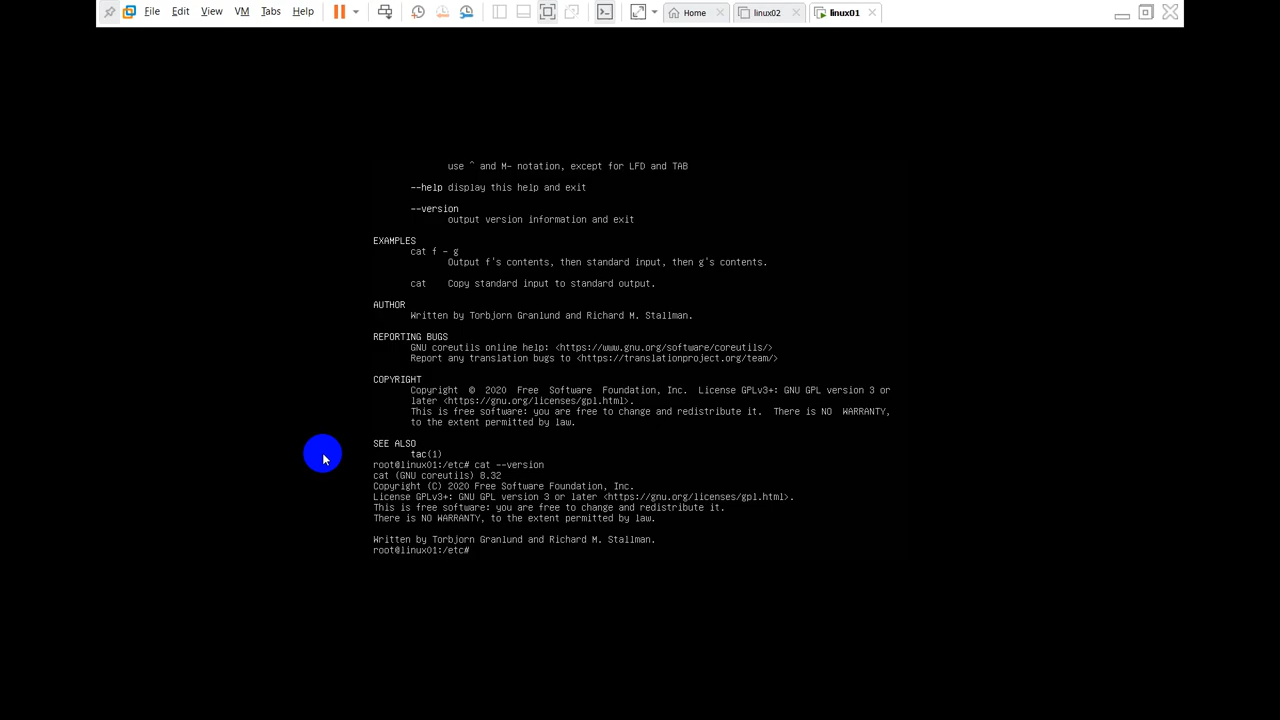 File Edit View VM Tabs Help Home linux02 linux01
use ^ and M- notation, except for LFD and TAB
--help display this help and exit
--version
output version information and exit
EXAMPLES
cat f - g
Output f's contents, then standard input, then g's contents.
cat    Copy standard input to standard output.
AUTHOR
Written by Torbjorn Granlund and Richard M. Stallman.
REPORTING BUGS
GNU coreutils online help: <https://www.gnu.org/software/coreutils/>
Report any translation bugs to <https://translationproject.org/team/>
COPYRIGHT
Copyright © 2020 Free Software Foundation, Inc. License GPLv3+: GNU GPL version 3 or
later <https://gnu.org/licenses/gpl.html>.
This is free software: you are free to change and redistribute it. There is NO WARRANTY,
to the extent permitted by law.
SEE ALSO
tac(1)
root@linux01:/etc# cat --version
cat (GNU coreutils) 8.32
Copyright (C) 2020 Free Software Foundation, Inc.
License GPLv3+: GNU GPL version 3 or later <https://gnu.org/licenses/gpl.html>.
This is free software: you are free to change and redistribute it.
There is NO WARRANTY, to the extent permitted by law.
Written by Torbjorn Granlund and Richard M. Stallman.
root@linux01:/etc#